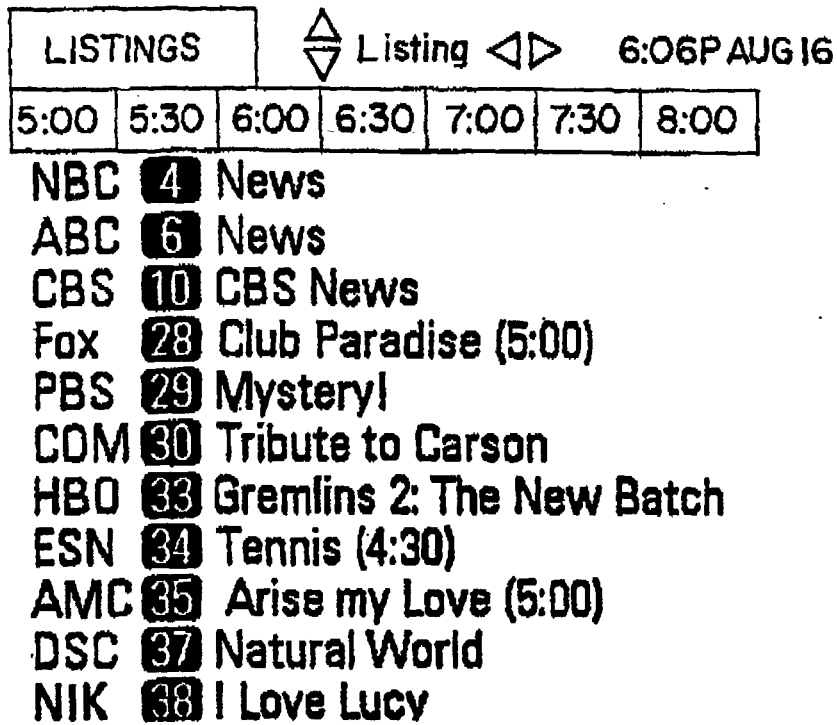 LISTINGS Listing 6:06P AUG 16
5:00 5:30 6:00 6:30 7:00 7:30 8:00
NBC 4 News
ABC 6 News
CBS 10 CBS News
Fox 28 Club Paradise (5:00)
PBS 29 Mystery!
COM 30 Tribute to Carson
HBO 33 Gremlins 2: The New Batch
ESN 34 Tennis (4:30)
AMC 35 Arise my Love (5:00)
DSC 37 Natural World
NIK 38 I Love Lucy